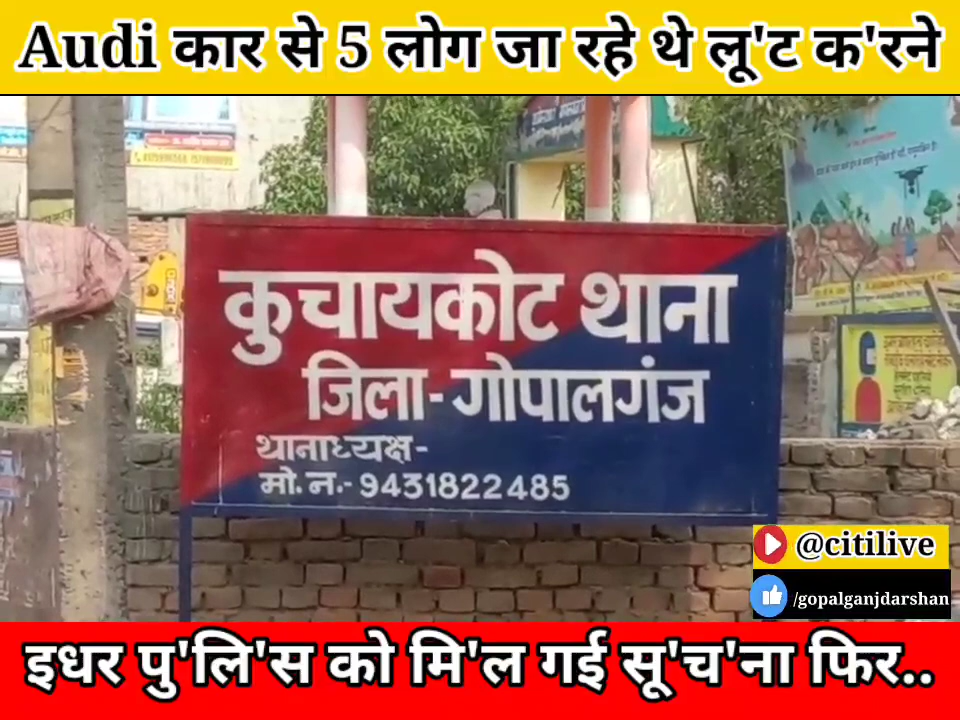 Audi कार से 5 लोग जा रहे थे लू'ट क'रने
कुचायकोट थाना
जिला-गोपालगंज
थानाध्यक्ष-
मो.न.-9431822485
@citilive
/gopalganjdarshan
इधर पु'लि'स को मि'ल गई सू'च'ना फिर..